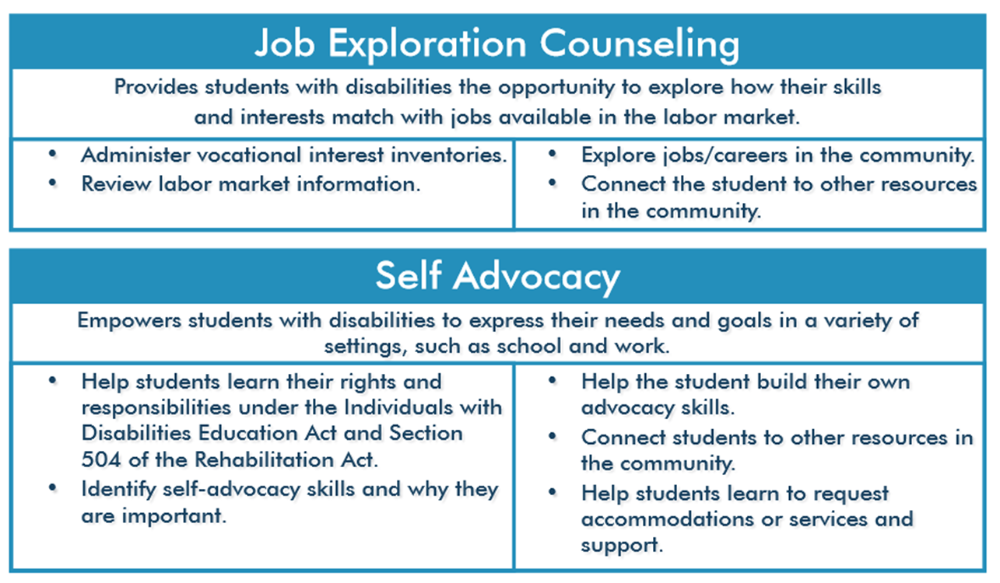 Job Exploration Counseling
Provides students with disabilities the opportunity to explore how their skills
and interests match with jobs available in the labor market.
• Administer vocational interest inventories.
• Review labor market information.
• Explore jobs/careers in the community.
• Connect the student to other resources
in the community.
Self Advocacy
Empowers students with disabilities to express their needs and goals in a variety of
settings, such as school and work.
• Help students learn their rights and
responsibilities under the Individuals with
Disabilities Education Act and Section
504 of the Rehabilitation Act.
• Identify self-advocacy skills and why they
are important.
• Help the student build their own
advocacy skills.
• Connect students to other resources in
the community.
• Help students learn to request
accommodations or services and
support.